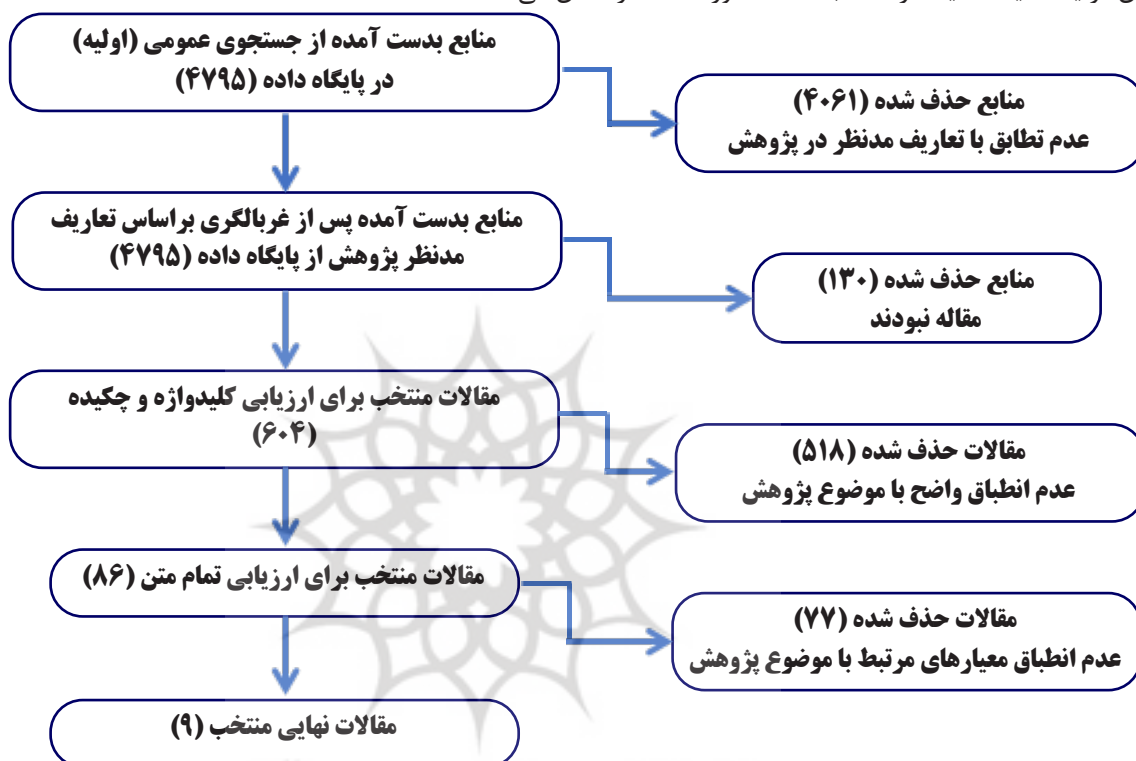 منابع بدست آمده از جستجوی عمومی (اولیه)
در پایگاه داده (۴۷۹۵)
منابع حذف شده (۴۰۶۱)
عدم تطابق با تعاریف مدنظر در پژوهش
منابع بدست آمده پس از غربالگری براساس تعاریف
مدنظر پژوهش از پایگاه داده (۴۷۹۵)
منابع حذف شده (۱۳۰)
مقاله نبودند
مقالات منتخب برای ارزیابی کلیدواژه و چکیده
(۶۰۴)
مقالات حذف شده (۵۱۸)
عدم انطباق واضح با موضوع پژوهش
مقالات منتخب برای ارزیابی تمام متن (۸۶)
مقالات حذف شده (۷۷)
عدم انطباق معیارهای مرتبط با موضوع پژوهش
مقالات نهایی منتخب (۹)